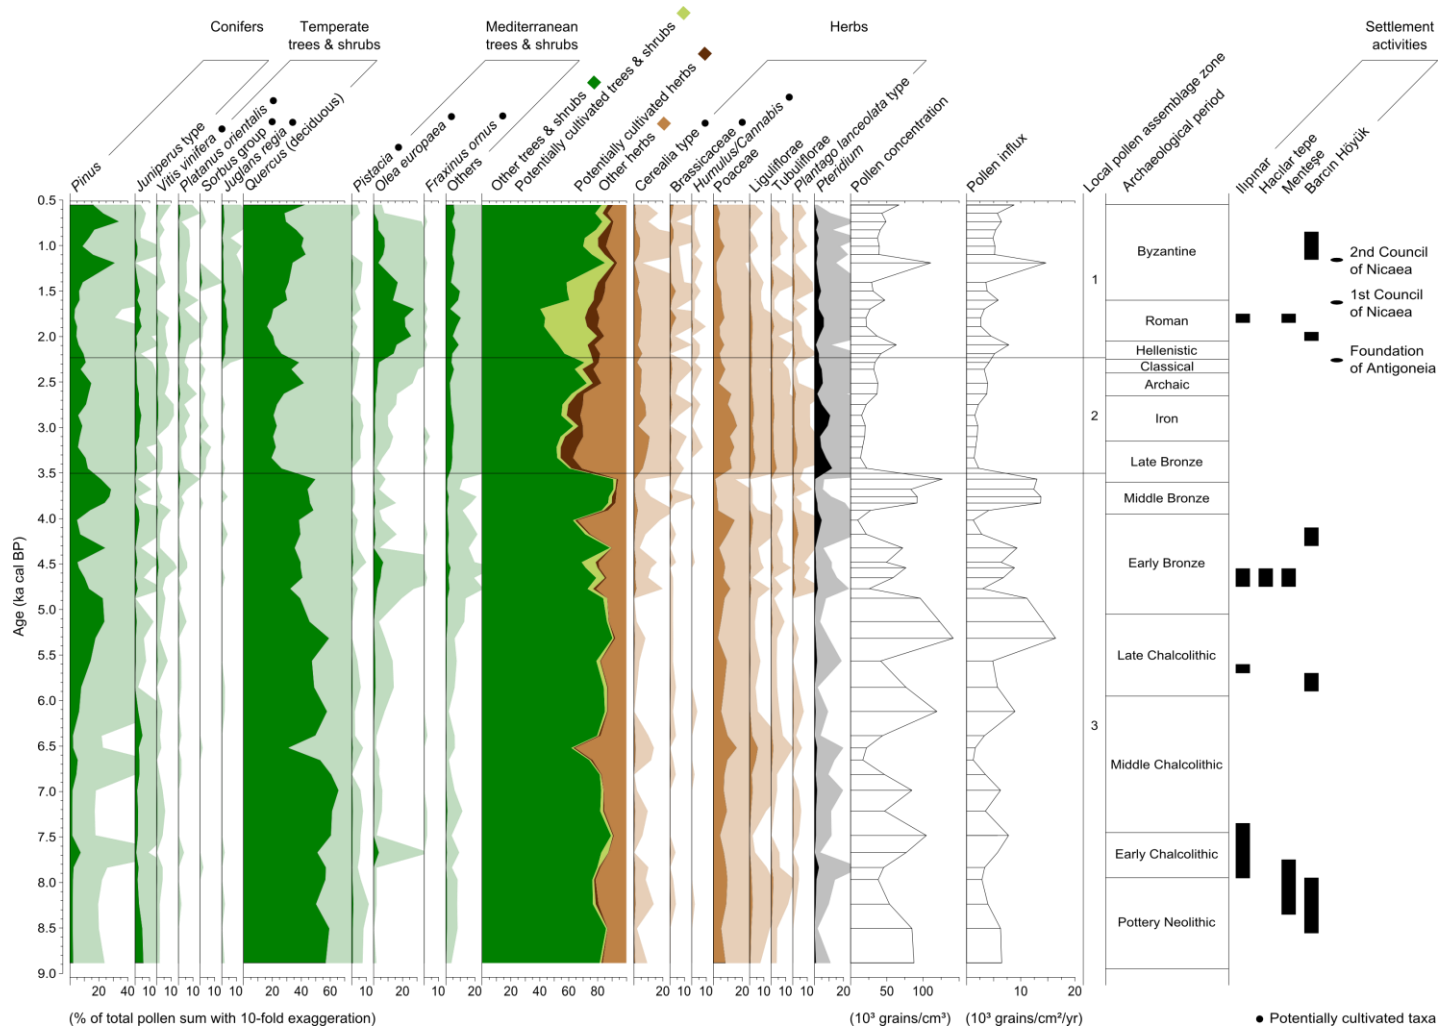 Conifers
Temperate
trees & shrubs
Mediterranean
trees & shrubs
Herbs
Settlement
activities
Pinus
Juniperus type
Vitis vinifera
Platanus orientalis
Sorbus group
Juglans regia
Quercus (deciduous)
Pistacia
Olea europaea
Fraxinus ornus
Others
Other trees & shrubs
Potentially cultivated trees & shrubs
Potentially cultivated herbs
Other herbs
Cerealia type
Brassicaceae
Humulus/Cannabis
Poaceae
Liguliflorae
Tubuliflorae
Plantago lanceolata type
Pteridium
Pollen concentration
Pollen influx
Local pollen assemblage zone
Archaeological period
Ilıpınar
Hacılar tepe
Menteşe
Barcın Höyük
Age (ka cal BP)
0.5
1.0
1.5
2.0
2.5
3.0
3.5
4.0
4.5
5.0
5.5
6.0
6.5
7.0
7.5
8.0
8.5
9.0
1
2
3
Byzantine
Roman
Hellenistic
Classical
Archaic
Iron
Late Bronze
Middle Bronze
Early Bronze
Late Chalcolithic
Middle Chalcolithic
Early Chalcolithic
Pottery Neolithic
2nd Council
of Nicaea
1st Council
of Nicaea
Foundation
of Antigoneia
20 40 10 10 10 10 10 20 40 60 10 20 10 10 20 40 60 80 10 20 10 10 20 10 10 10 20 50 100 10 20
(% of total pollen sum with 10-fold exaggeration)
(10³ grains/cm³)
(10³ grains/cm²/yr)
● Potentially cultivated taxa